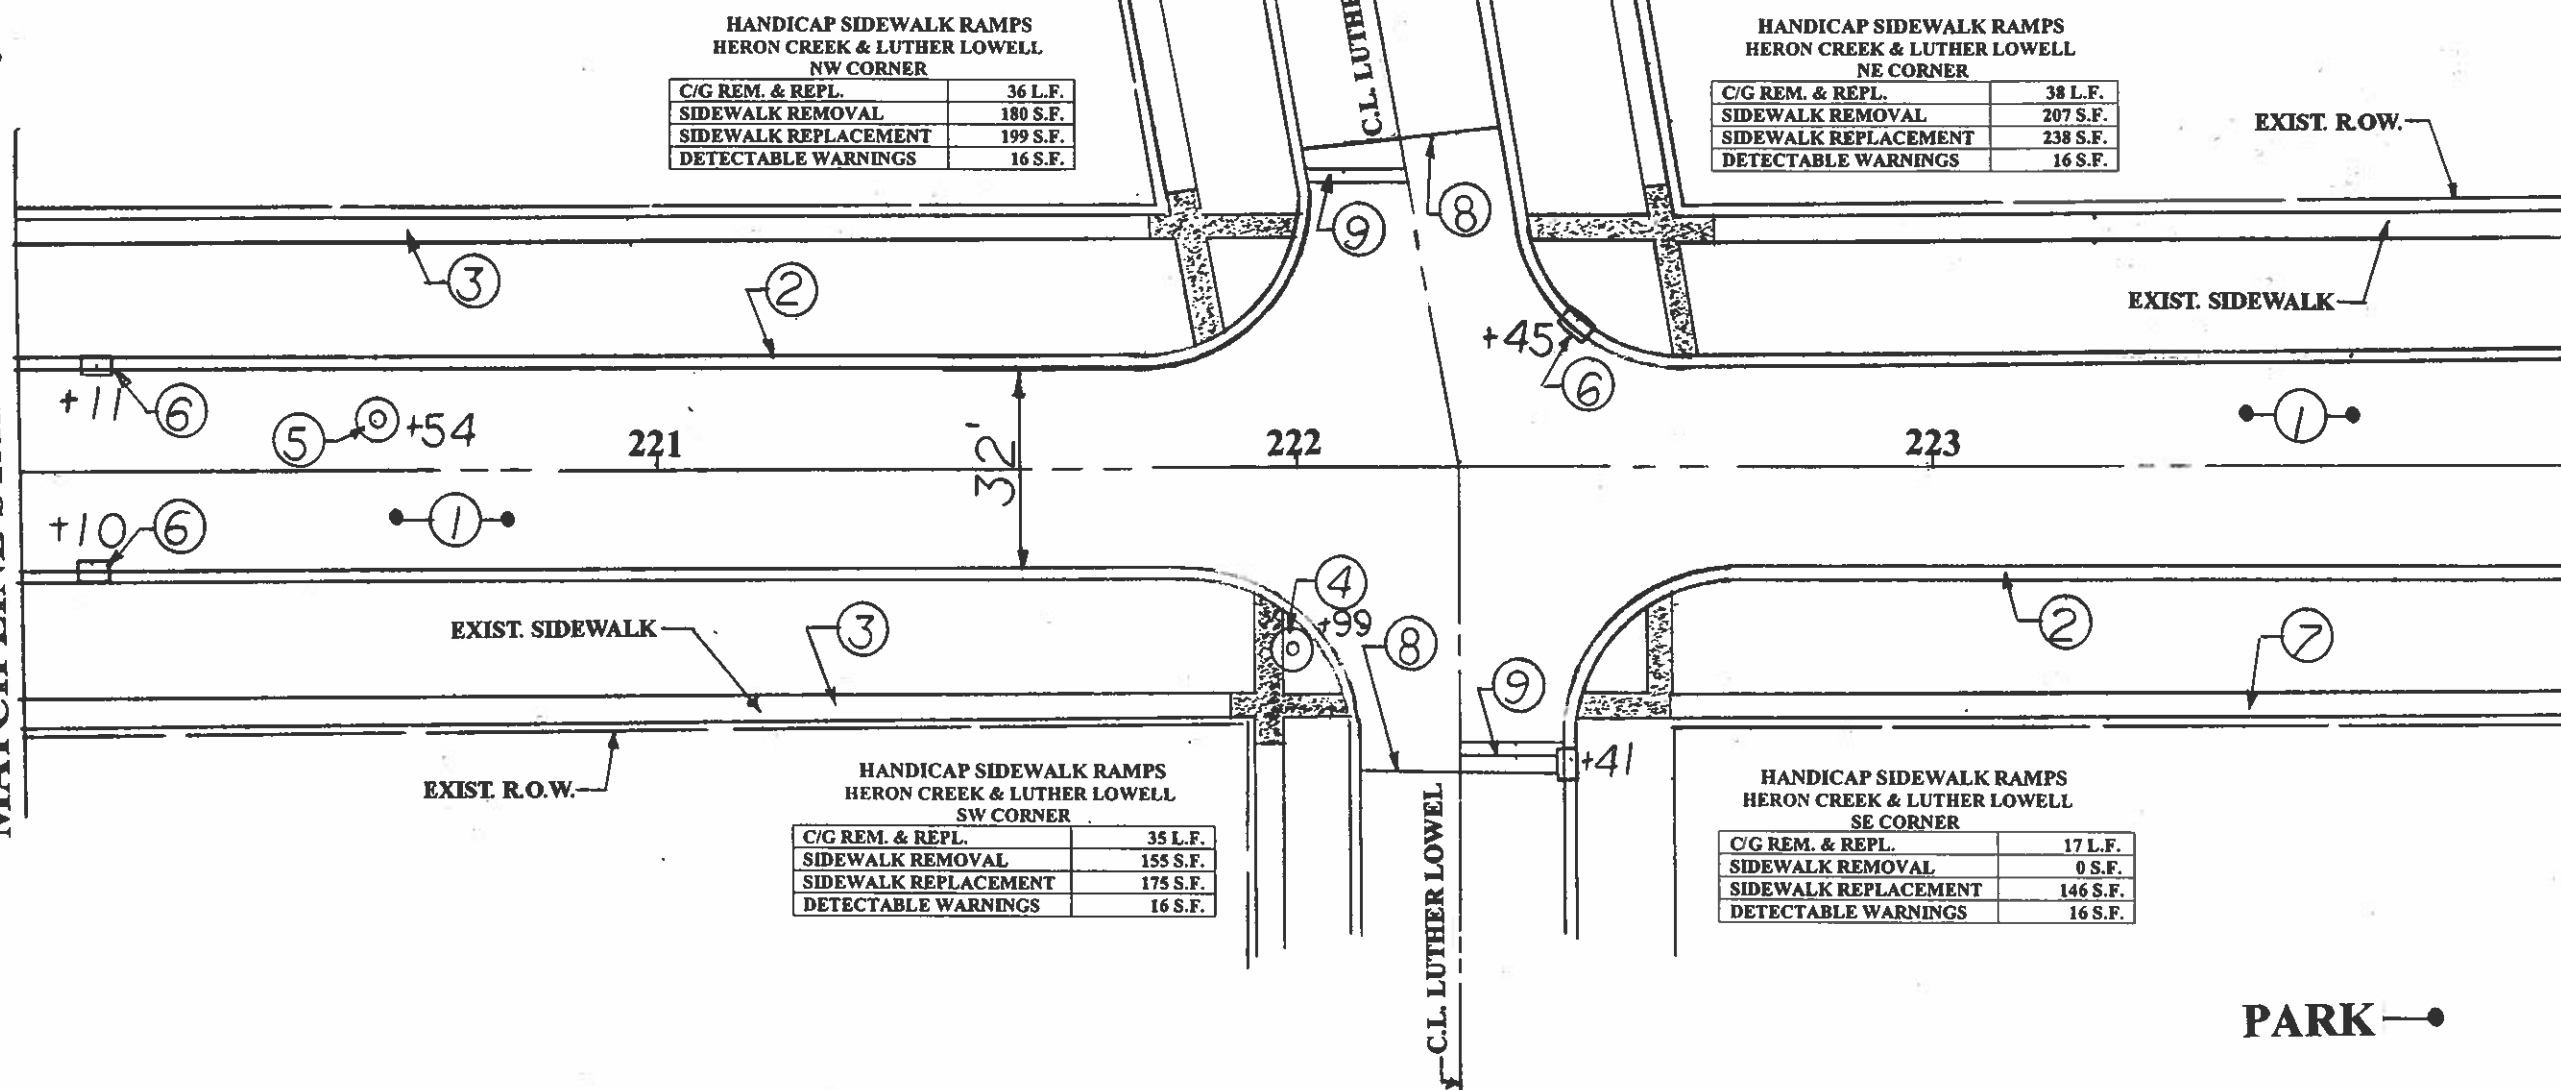 HANDICAP SIDEWALK RAMPS
HERON CREEK & LUTHER LOWELL
NW CORNER
C/G REM. & REPL. 36 L.F.
SIDEWALK REMOVAL 180 S.F.
SIDEWALK REPLACEMENT 199 S.F.
DETECTABLE WARNINGS 16 S.F.
C.L. LUTHE
HANDICAP SIDEWALK RAMPS
HERON CREEK & LUTHER LOWELL
NE CORNER
C/G REM. & REPL. 38 L.F.
SIDEWALK REMOVAL 207 S.F.
SIDEWALK REPLACEMENT 238 S.F.
DETECTABLE WARNINGS 16 S.F.
EXIST. R.O.W.
3
2
9
8
EXIST. SIDEWALK
+45
6
+11
6
5
+54
1
221
222
223
32'
+10
6
1
4
+99
8
9
EXIST. SIDEWALK
3
2
7
EXIST. R.O.W.
+41
HANDICAP SIDEWALK RAMPS
HERON CREEK & LUTHER LOWELL
SW CORNER
C/G REM. & REPL. 35 L.F.
SIDEWALK REMOVAL 155 S.F.
SIDEWALK REPLACEMENT 175 S.F.
DETECTABLE WARNINGS 16 S.F.
C.L. LUTHER LOWEL
HANDICAP SIDEWALK RAMPS
HERON CREEK & LUTHER LOWELL
SE CORNER
C/G REM. & REPL. 17 L.F.
SIDEWALK REMOVAL 0 S.F.
SIDEWALK REPLACEMENT 146 S.F.
DETECTABLE WARNINGS 16 S.F.
PARK